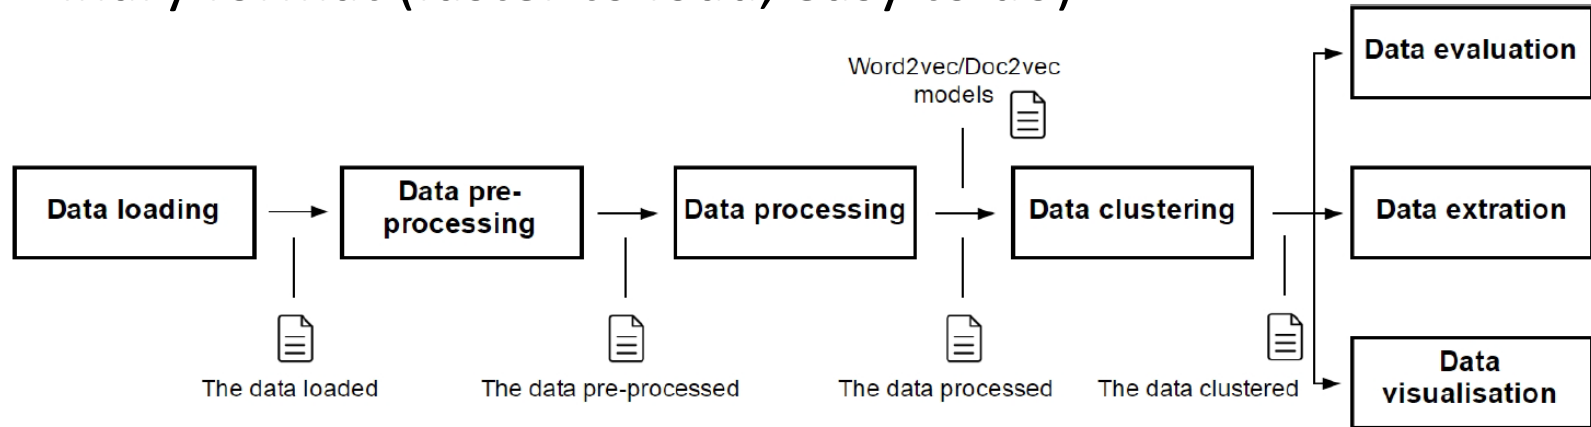 Data evaluation
Word2vec/Doc2vec
models
Data loading
Data pre-
processing
Data processing
Data clustering
Data extration
The data loaded
The data pre-processed
The data processed
The data clustered
Data
visualisation